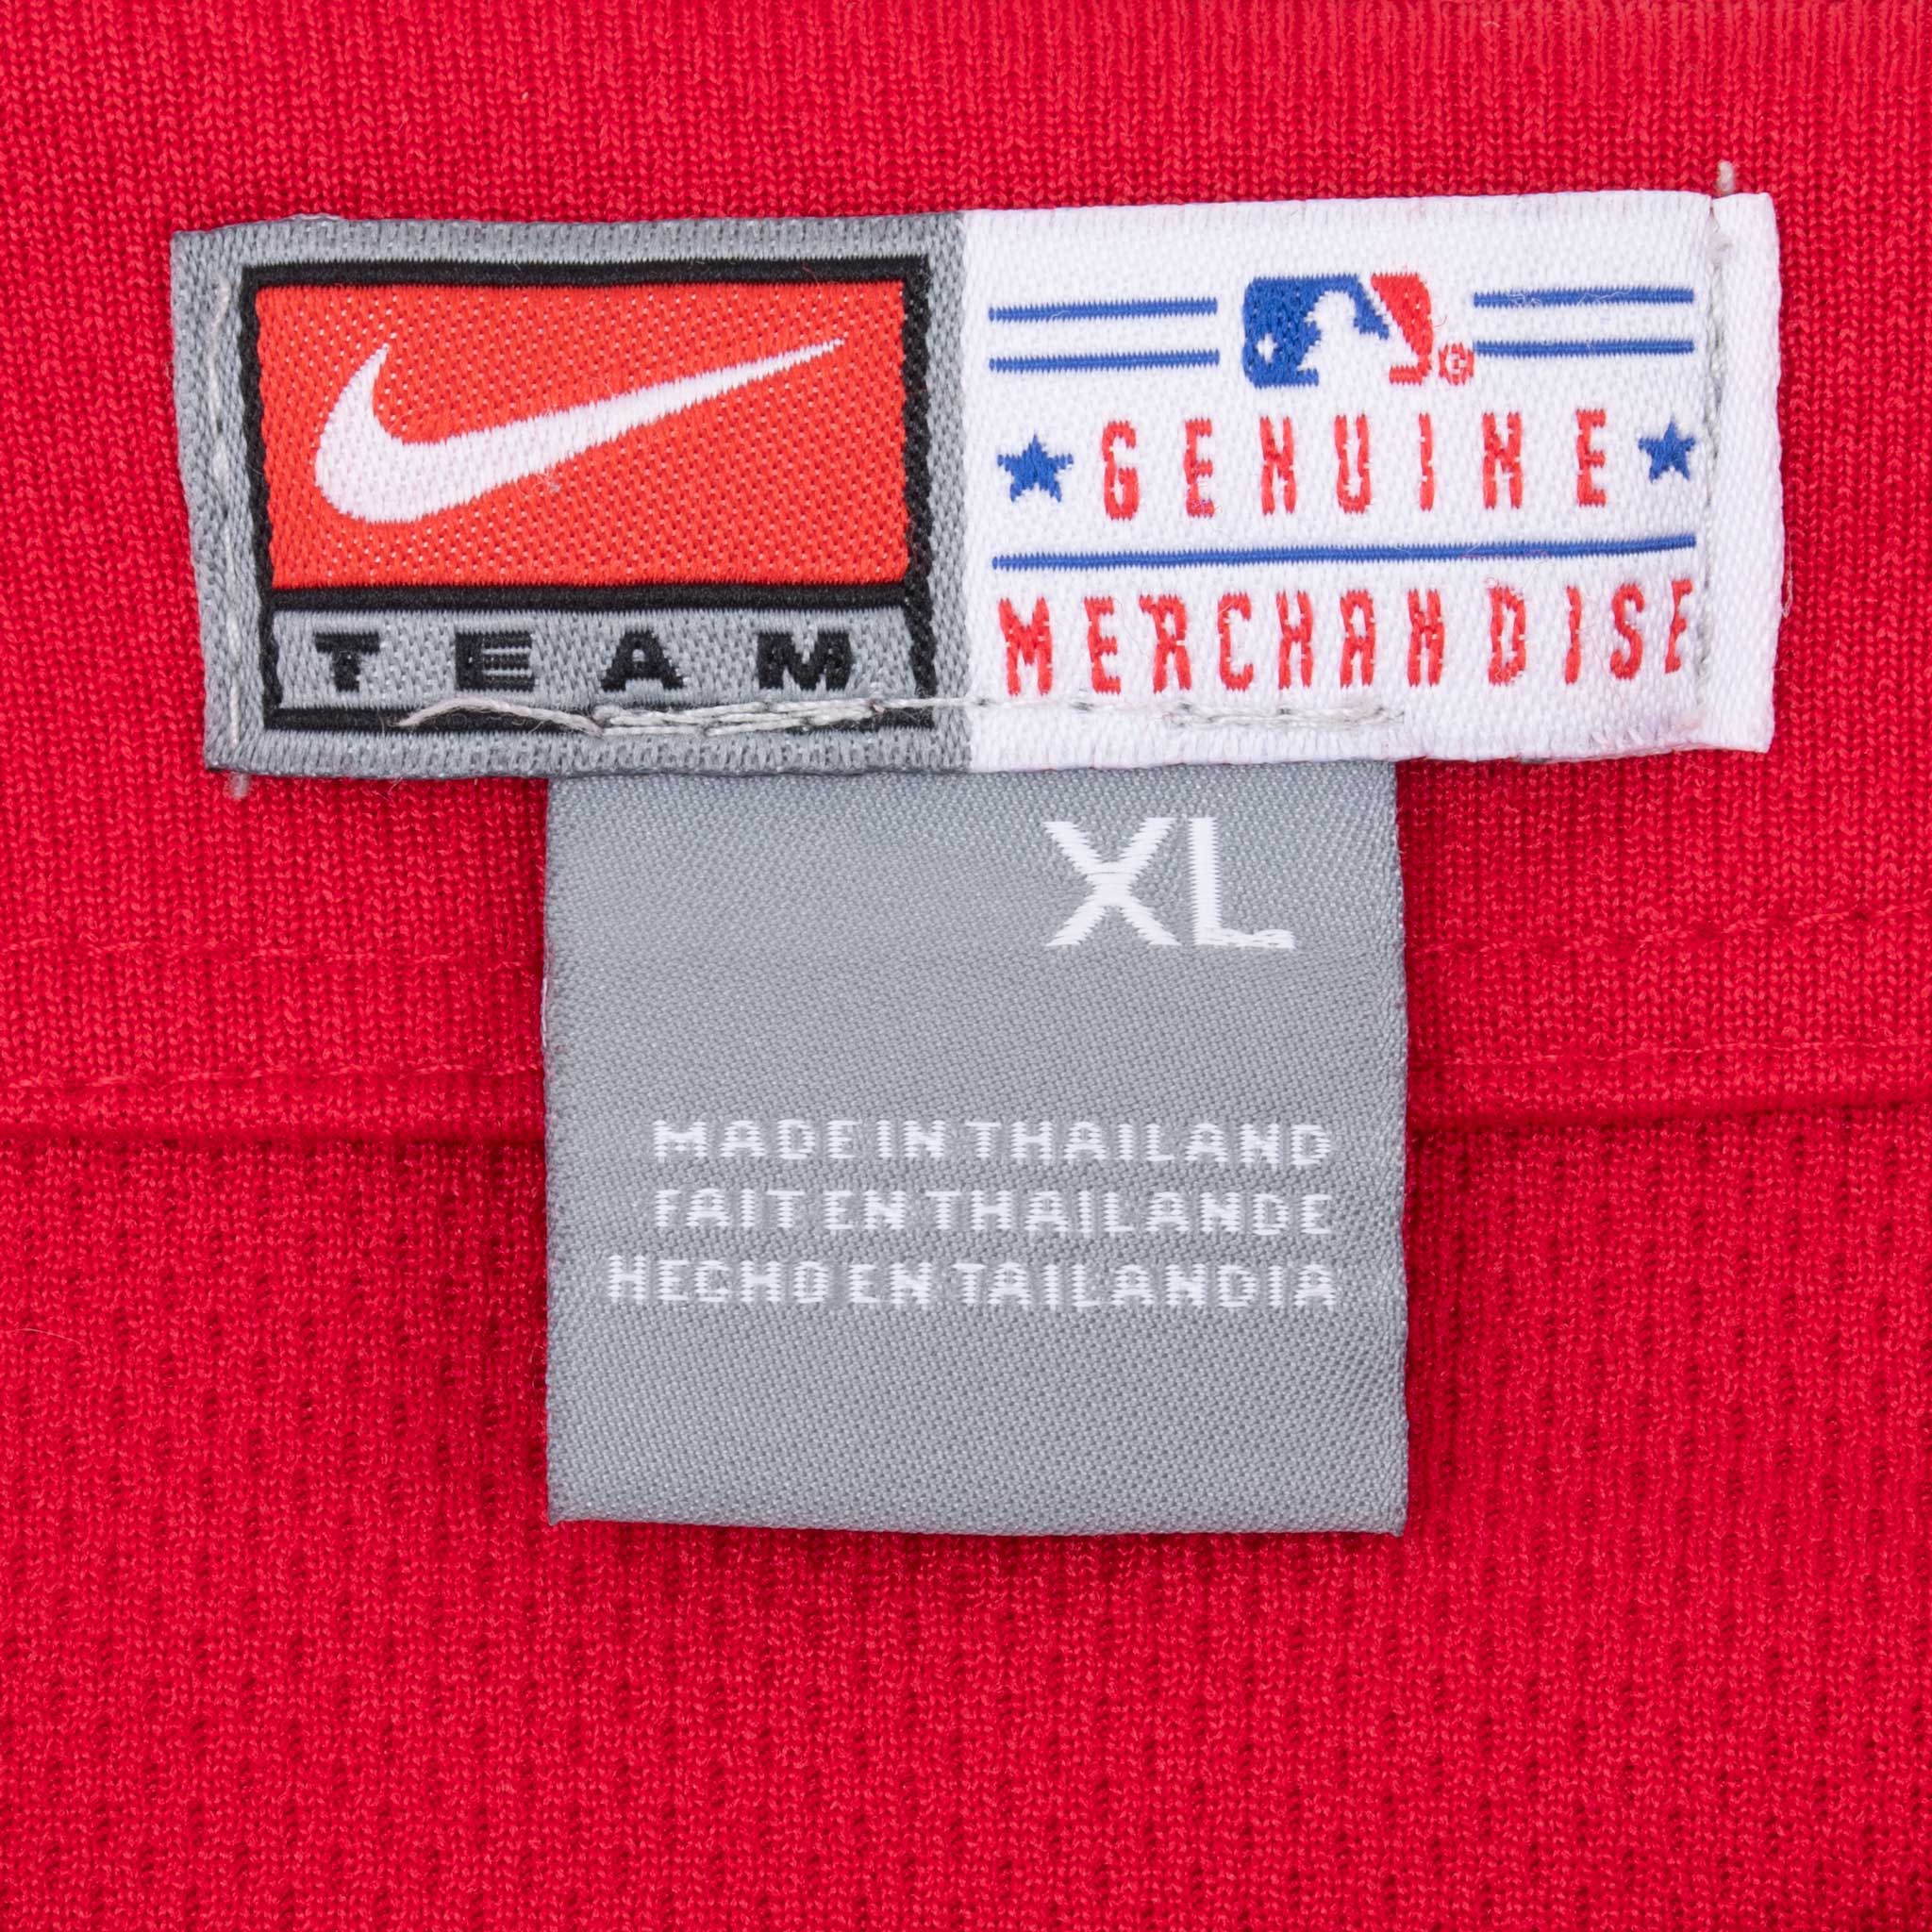 TEAM
GENUINE
MERCHANDISE
XL
MADE IN THAILAND
FAIT EN THAILANDE
HECHO EN TAILANDIA